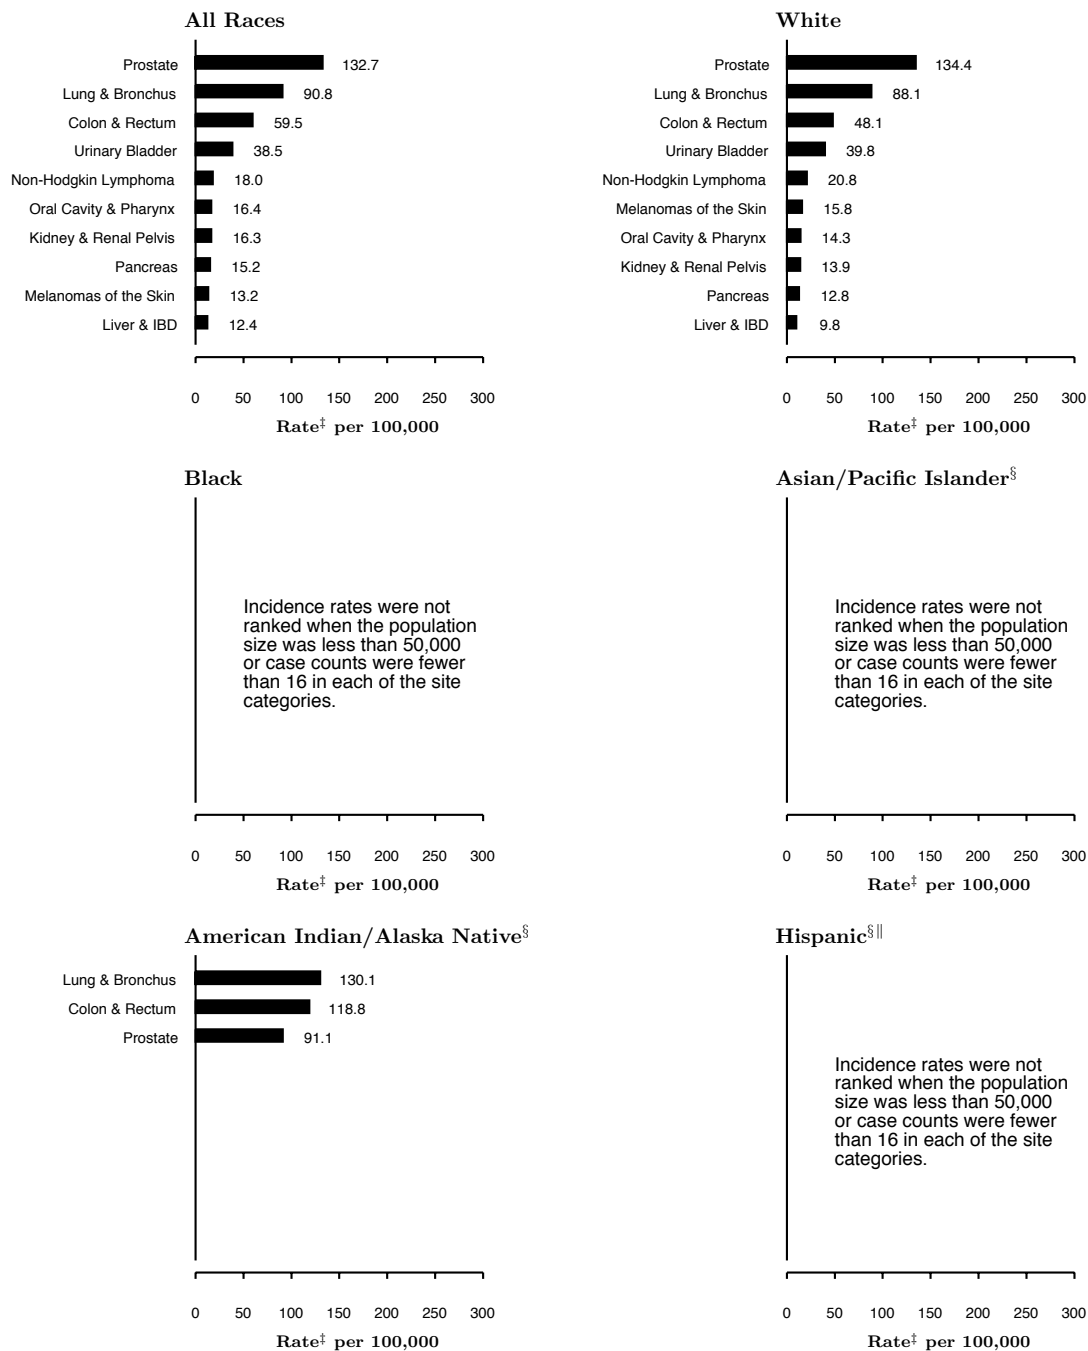 All Races
Prostate 132.7
Lung & Bronchus 90.8
Colon & Rectum 59.5
Urinary Bladder 38.5
Non-Hodgkin Lymphoma 18.0
Oral Cavity & Pharynx 16.4
Kidney & Renal Pelvis 16.3
Pancreas 15.2
Melanomas of the Skin 13.2
Liver & IBD 12.4
0 50 100 150 200 250 300
Rate‡ per 100,000
White
Prostate 134.4
Lung & Bronchus 88.1
Colon & Rectum 48.1
Urinary Bladder 39.8
Non-Hodgkin Lymphoma 20.8
Melanomas of the Skin 15.8
Oral Cavity & Pharynx 14.3
Kidney & Renal Pelvis 13.9
Pancreas 12.8
Liver & IBD 9.8
0 50 100 150 200 250 300
Rate‡ per 100,000
Black
Incidence rates were not
ranked when the population
size was less than 50,000
or case counts were fewer
than 16 in each of the site
categories.
0 50 100 150 200 250 300
Rate‡ per 100,000
Asian/Pacific Islander§
Incidence rates were not
ranked when the population
size was less than 50,000
or case counts were fewer
than 16 in each of the site
categories.
0 50 100 150 200 250 300
Rate‡ per 100,000
American Indian/Alaska Native§
Lung & Bronchus 130.1
Colon & Rectum 118.8
Prostate 91.1
0 50 100 150 200 250 300
Rate‡ per 100,000
Hispanic§‖
Incidence rates were not
ranked when the population
size was less than 50,000
or case counts were fewer
than 16 in each of the site
categories.
0 50 100 150 200 250 300
Rate‡ per 100,000